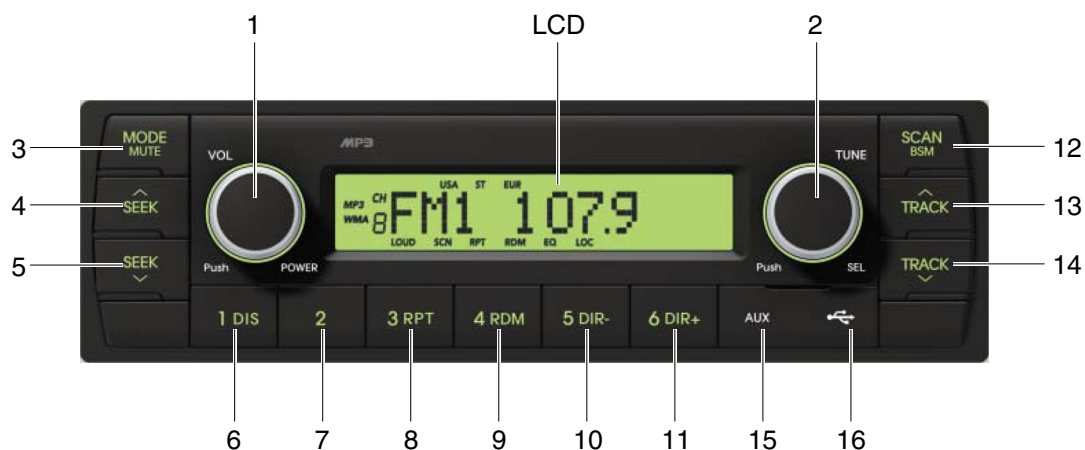 1 LCD 2
3 MODE MUTE
VOL
MP3
TUNE
SCAN BSM 12
4 SEEK
USA ST EUR
MP3 CH
WMA 8 FM1 107.9
LOUD SCN RPT RDM EQ LOC
TRACK 13
5 SEEK
Push POWER
Push SEL
TRACK 14
1 DIS 2 3 RPT 4 RDM 5 DIR- 6 DIR+ AUX
6 7 8 9 10 11 15 16